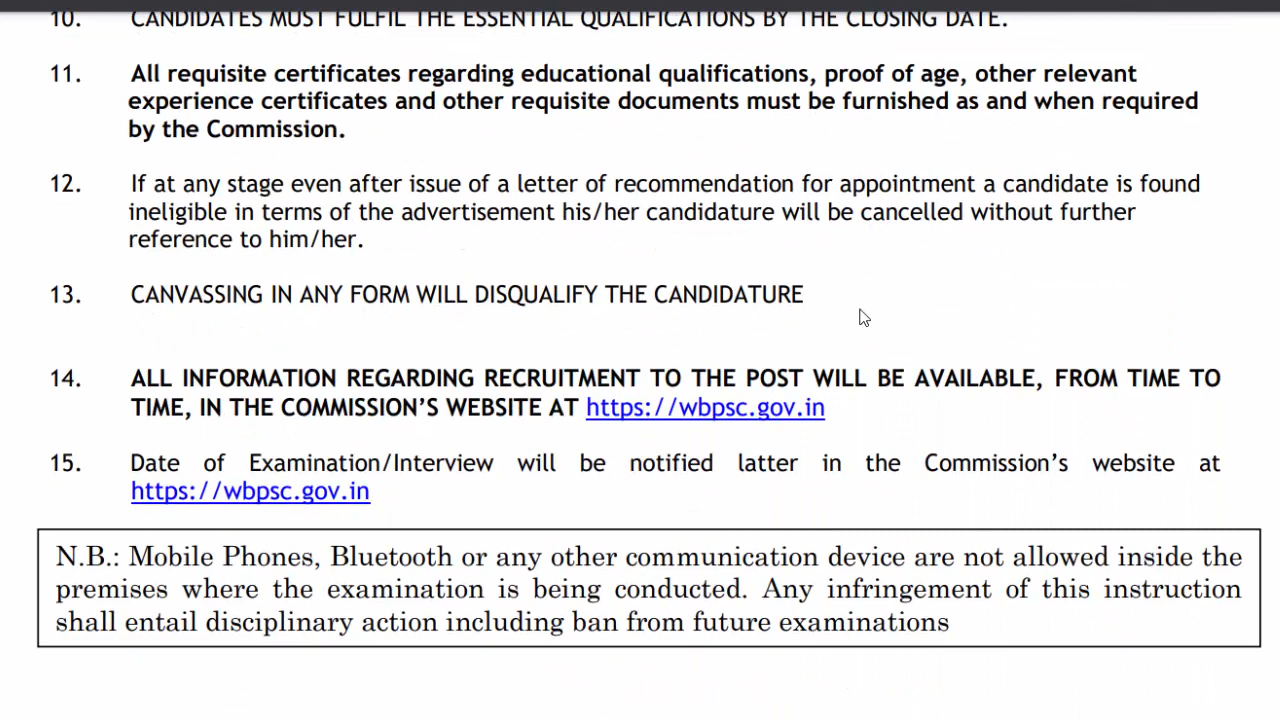 10. CANDIDATES MUST FULFIL THE ESSENTIAL QUALIFICATIONS BY THE CLOSING DATE.
11. All requisite certificates regarding educational qualifications, proof of age, other relevant
experience certificates and other requisite documents must be furnished as and when required
by the Commission.
12. If at any stage even after issue of a letter of recommendation for appointment a candidate is found
ineligible in terms of the advertisement his/her candidature will be cancelled without further
reference to him/her.
13. CANVASSING IN ANY FORM WILL DISQUALIFY THE CANDIDATURE
14. ALL INFORMATION REGARDING RECRUITMENT TO THE POST WILL BE AVAILABLE, FROM TIME TO
TIME, IN THE COMMISSION'S WEBSITE AT https://wbpsc.gov.in
15. Date of Examination/Interview will be notified latter in the Commission's website at
https://wbpsc.gov.in
N.B.: Mobile Phones, Bluetooth or any other communication device are not allowed inside the
premises where the examination is being conducted. Any infringement of this instruction
shall entail disciplinary action including ban from future examinations